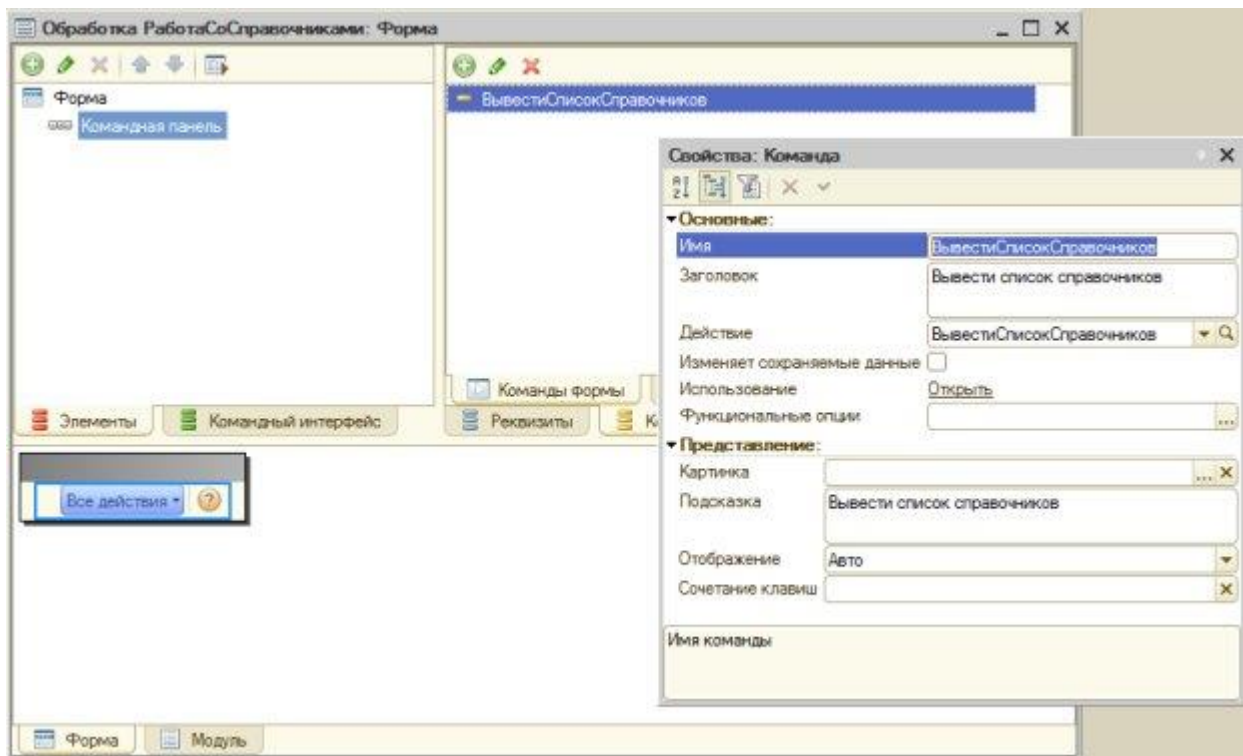 Обработка РаботаСоСправочниками: Форма
Форма
Командная панель
ВывестиСписокСправочников
Элементы
Командный интерфейс
Команды формы
Реквизиты
К
Все действия
Форма
Модуль
Свойства: Команда
Основные:
Имя ВывестиСписокСправочников
Заголовок Вывести список справочников
Действие ВывестиСписокСправочников
Изменяет сохраняемые данные
Использование Открыть
Функциональные опции
Представление:
Картинка
Подсказка Вывести список справочников
Отображение Авто
Сочетание клавиш
Имя команды